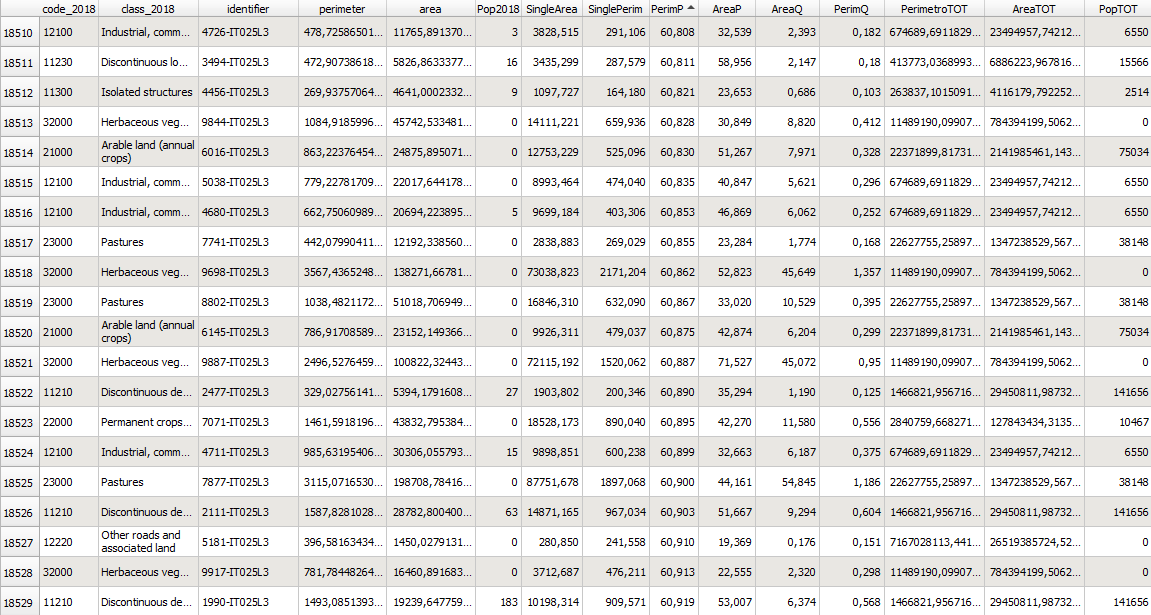 code_2018 class_2018 identifier perimeter area Pop2018 SingleArea SinglePerim PerimP AreaP AreaQ PerimQ PerimetroTOT AreaTOT PopTOT
18510 12100 Industrial, comm... 4726-IT025L3 478,72586501... 11765,891370... 3 3828,515 291,106 60,808 32,539 2,393 0,182 674689,6911829... 23494957,74212... 6550
18511 11230 Discontinuous lo... 3494-IT025L3 472,90738618... 5826,8633377... 16 3435,299 287,579 60,811 58,956 2,147 0,18 413773,0368993... 6886223,967816... 15566
18512 11300 Isolated structures 4456-IT025L3 269,93757064... 4641,0002332... 9 1097,727 164,180 60,821 23,653 0,686 0,103 263837,1015091... 4116179,792252... 2514
18513 32000 Herbaceous veg... 9844-IT025L3 1084,9185996... 45742,533481... 0 14111,221 659,936 60,828 30,849 8,820 0,412 11489190,09907... 784394199,5062... 0
18514 21000 Arable land (annual crops) 6016-IT025L3 863,22376454... 24875,895071... 0 12753,229 525,096 60,830 51,267 7,971 0,328 22371899,81731... 2141985461,143... 75034
18515 12100 Industrial, comm... 5038-IT025L3 779,22781709... 22017,644178... 0 8993,464 474,040 60,835 40,847 5,621 0,296 674689,6911829... 23494957,74212... 6550
18516 12100 Industrial, comm... 4680-IT025L3 662,75060989... 20694,223895... 5 9699,184 403,306 60,853 46,869 6,062 0,252 674689,6911829... 23494957,74212... 6550
18517 23000 Pastures 7741-IT025L3 442,07990411... 12192,338560... 0 2838,883 269,029 60,855 23,284 1,774 0,168 22627755,25897... 1347238529,567... 38148
18518 32000 Herbaceous veg... 9698-IT025L3 3567,4365248... 138271,66781... 0 73038,823 2171,204 60,862 52,823 45,649 1,357 11489190,09907... 784394199,5062... 0
18519 23000 Pastures 8802-IT025L3 1038,4821172... 51018,706949... 0 16846,310 632,090 60,867 33,020 10,529 0,395 22627755,25897... 1347238529,567... 38148
18520 21000 Arable land (annual crops) 6145-IT025L3 786,91708589... 23152,149366... 0 9926,311 479,037 60,875 42,874 6,204 0,299 22371899,81731... 2141985461,143... 75034
18521 32000 Herbaceous veg... 9887-IT025L3 2496,5276459... 100822,32443... 0 72115,192 1520,062 60,887 71,527 45,072 0,95 11489190,09907... 784394199,5062... 0
18522 11210 Discontinuous de... 2477-IT025L3 329,02756141... 5394,1791608... 27 1903,802 200,346 60,890 35,294 1,190 0,125 1466821,956716... 29450811,98732... 141656
18523 22000 Permanent crops... 7071-IT025L3 1461,5918196... 43832,795384... 0 18528,173 890,040 60,895 42,270 11,580 0,556 2840759,668271... 127843434,3135... 10467
18524 12100 Industrial, comm... 4711-IT025L3 985,63195406... 30306,055793... 15 9898,851 600,238 60,899 32,663 6,187 0,375 674689,6911829... 23494957,74212... 6550
18525 23000 Pastures 7877-IT025L3 3115,0716530... 198708,78416... 0 87751,678 1897,068 60,900 44,161 54,845 1,186 22627755,25897... 1347238529,567... 38148
18526 11210 Discontinuous de... 2111-IT025L3 1587,8281028... 28782,800400... 63 14871,165 967,034 60,903 51,667 9,294 0,604 1466821,956716... 29450811,98732... 141656
18527 12220 Other roads and associated land 5181-IT025L3 396,58163434... 1450,0279131... 0 280,850 241,558 60,910 19,369 0,176 0,151 7167028113,441... 26519385724,52... 0
18528 32000 Herbaceous veg... 9917-IT025L3 781,78448264... 16460,891683... 0 3712,687 476,211 60,913 22,555 2,320 0,298 11489190,09907... 784394199,5062... 0
18529 11210 Discontinuous de... 1990-IT025L3 1493,0851393... 19239,647759... 183 10198,314 909,571 60,919 53,007 6,374 0,568 1466821,956716... 29450811,98732... 141656